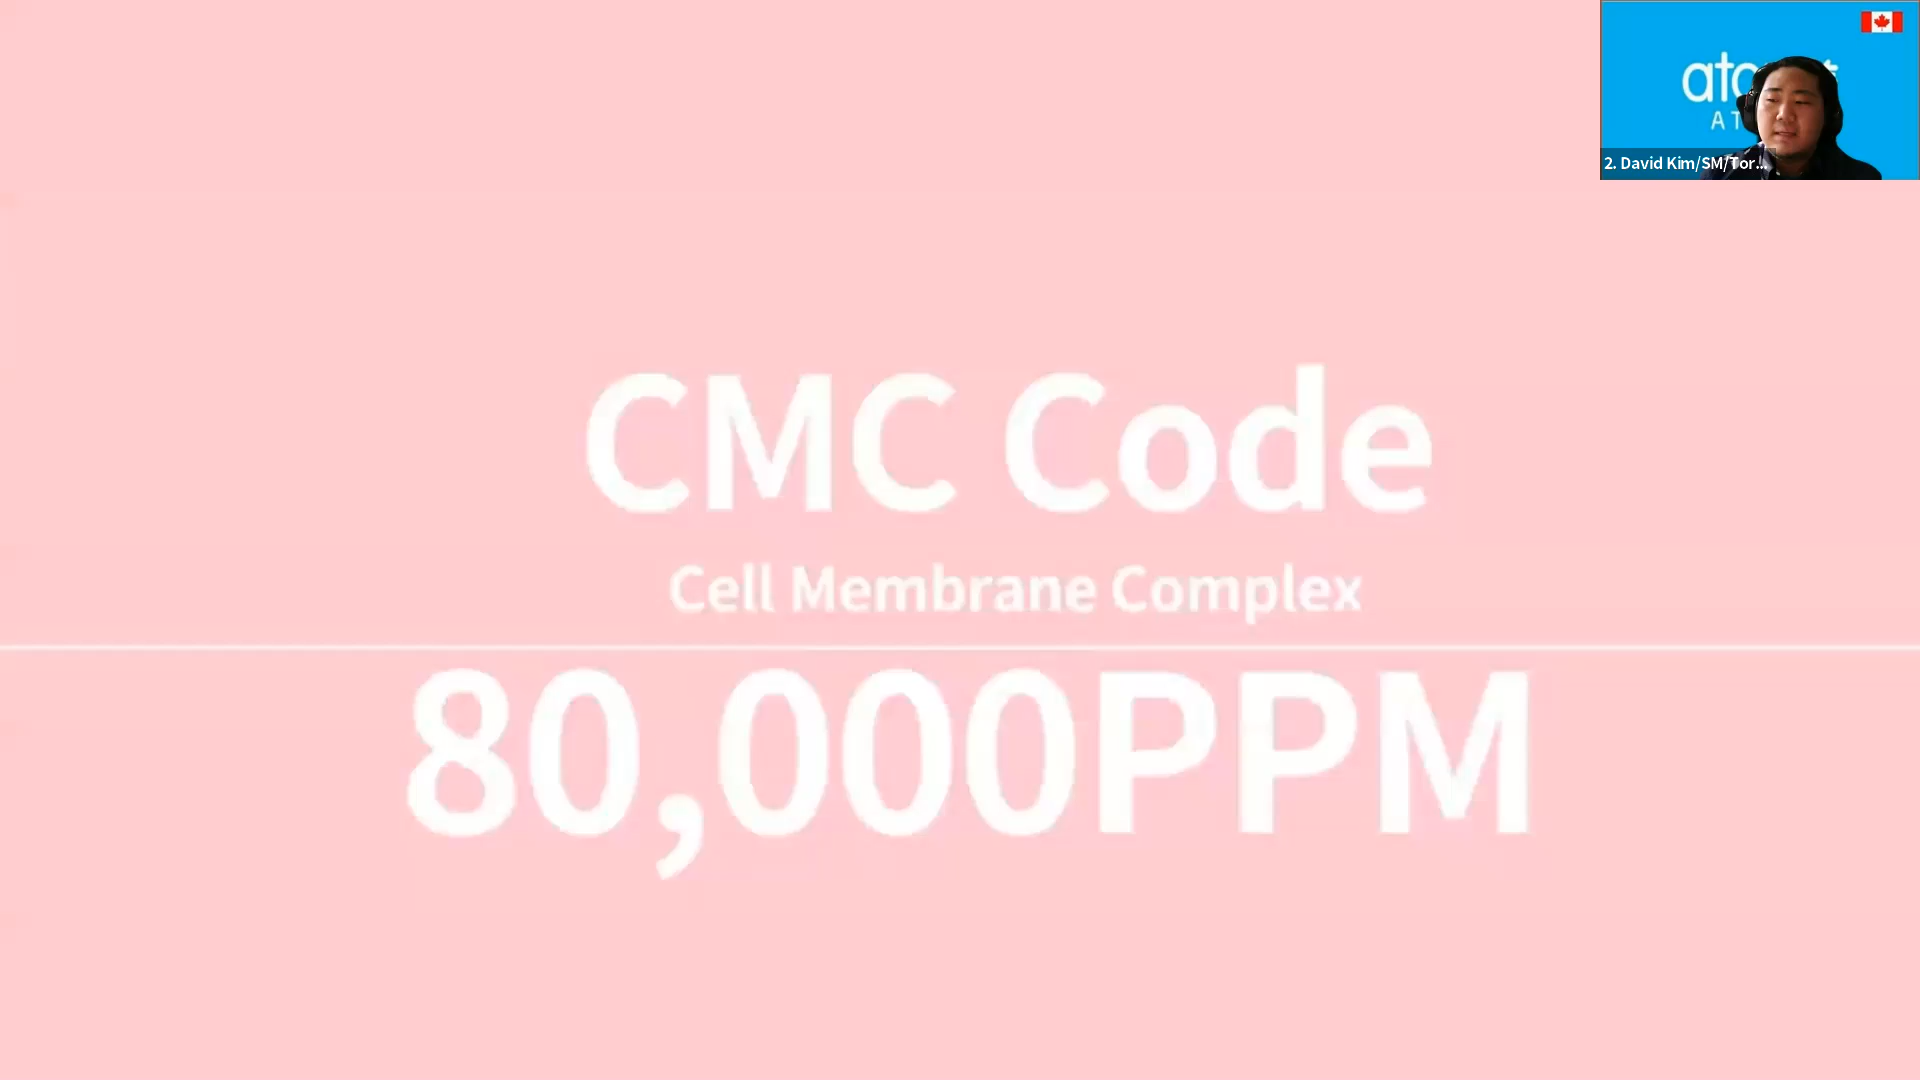 2. David Kim/SM/Tor...
CMC Code
Cell Membrane Complex
80,000PPM